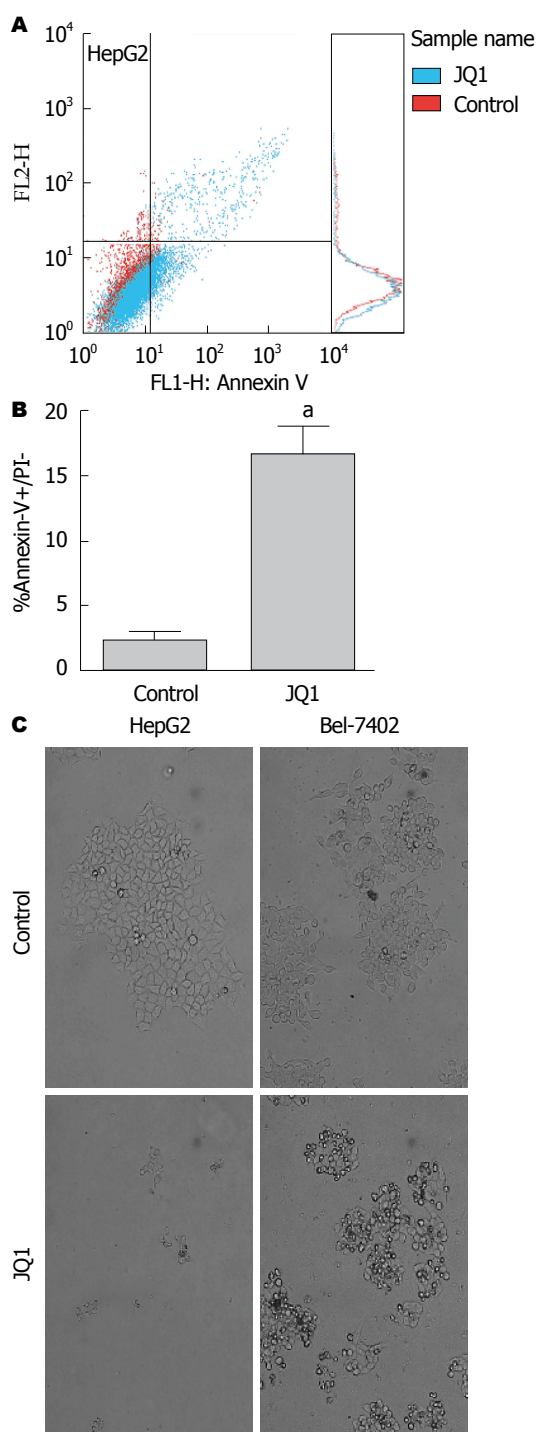 A
HepG2
Sample name
JQ1
Control
10⁴
10³
10²
10¹
10⁰
FL2-H
10⁰ 10¹ 10² 10³ 10⁴
FL1-H: Annexin V
B
20
15
10
5
0
%Annexin-V+/PI-
a
Control JQ1
C
HepG2 Bel-7402
Control
JQ1